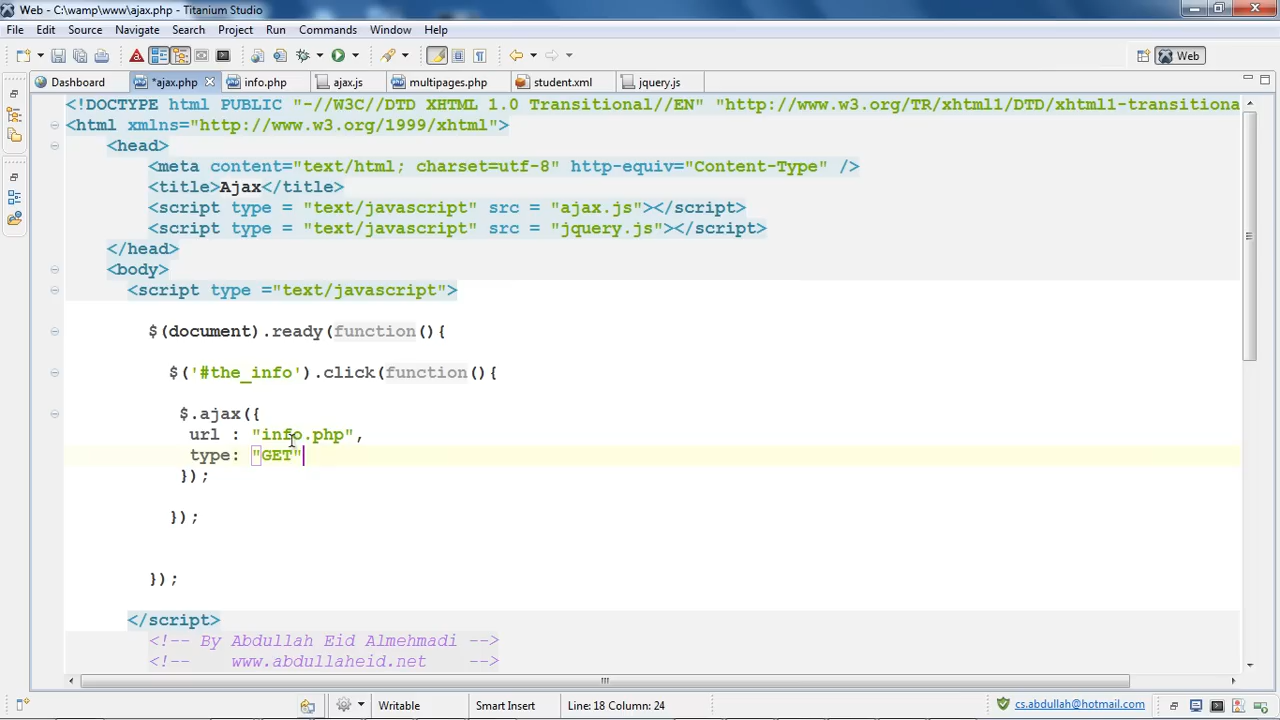 Web - C:\wamp\www\ajax.php - Titanium Studio
File Edit Source Navigate Search Project Run Commands Window Help
Web
Dashboard *ajax.php info.php ajax.js multipages.php student.xml jquery.js
<!DOCTYPE html PUBLIC "-//W3C//DTD XHTML 1.0 Transitional//EN" "http://www.w3.org/TR/xhtml1/DTD/xhtml1-transitiona
<html xmlns="http://www.w3.org/1999/xhtml">
<head>
<meta content="text/html; charset=utf-8" http-equiv="Content-Type" />
<title>Ajax</title>
<script type = "text/javascript" src = "ajax.js"></script>
<script type = "text/javascript" src = "jquery.js"></script>
</head>
<body>
<script type ="text/javascript">
$(document).ready(function(){
$('#the_info').click(function(){
$.ajax({
url : "info.php",
type: "GET"
});
});
});
</script>
<!-- By Abdullah Eid Almehmadi -->
<!-- www.abdullaheid.net -->
Writable Smart Insert Line: 18 Column: 24 cs.abdullah@hotmail.com